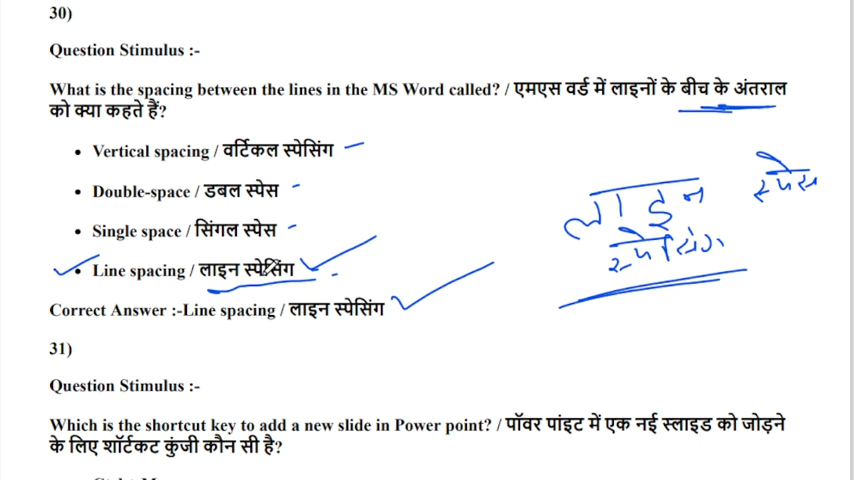 30)
Question Stimulus :-
What is the spacing between the lines in the MS Word called? / एमएस वर्ड में लाइनों के बीच के अंतराल
को क्या कहते हैं?
• Vertical spacing / वर्टिकल स्पेसिंग
• Double-space / डबल स्पेस
• Single space / सिंगल स्पेस
• Line spacing / लाइन स्पेसिंग
लाइन
स्पेसिंग
स्पेस
Correct Answer :-Line spacing / लाइन स्पेसिंग
31)
Question Stimulus :-
Which is the shortcut key to add a new slide in Power point? / पॉवर पांइट में एक नई स्लाइड को जोड़ने
के लिए शॉर्टकट कुंजी कौन सी है?